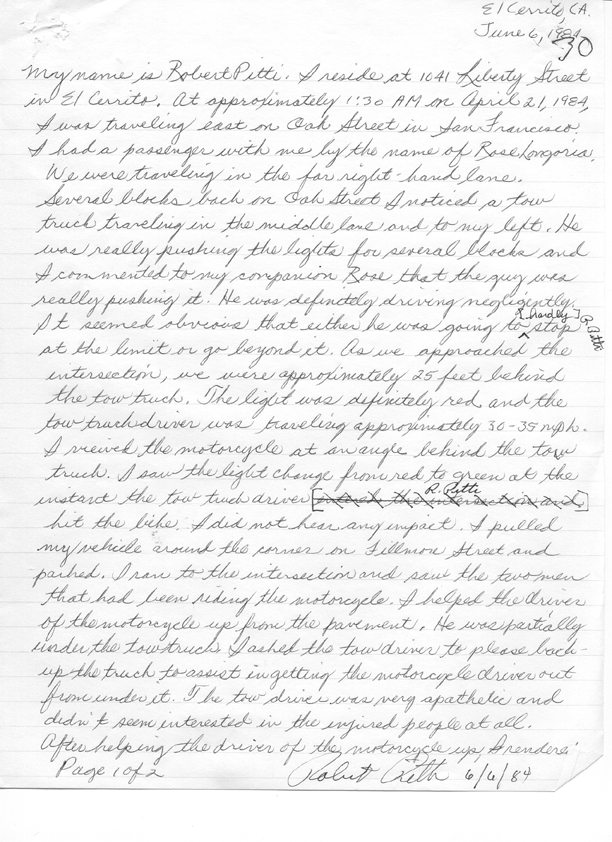 El Cerrito, CA.
June 6, 1984
30
My name is Robert Pitti. I reside at 1041 Liberty Street
in El Cerrito. At approximately 1:30 AM on April 21, 1984,
I was traveling east on Oak Street in San Francisco.
I had a passenger with me by the name of Rose Longoria.
We were traveling in the far right-hand lane.
Several blocks back on Oak Street I noticed a tow
truck traveling in the middle lane and to my left. He
was really pushing the lights for several blocks and
I commented to my companion Rose that the guy was
really pushing it. He was definitely driving negligently.
[hardly] R. Pitti
It seemed obvious that either he was going to stop
at the limit or go beyond it. As we approached the
intersection, we were approximately 25 feet behind
the tow truck. The light was definitely red and the
tow truck driver was traveling approximately 30-35 mph.
I viewed the motorcycle at an angle behind the tow
truck. I saw the light change from red to green at the
R. Pitti
instant the tow truck driver [entered the intersection and]
hit the bike. I did not hear any impact. I pulled
my vehicle around the corner on Fillmore Street and
parked. I ran to the intersection and saw the two men
that had been riding the motorcycle. I helped the driver
of the motorcycle up from the pavement. He was partially
under the tow truck. I asked the tow driver to please back-
up the truck to assist in getting the motorcycle driver out
from under it. The tow driver was very apathetic and
didn't seem interested in the injured people at all.
After helping the driver of the motorcycle up, I
Page 1 of 2
Robert Pitti 6/6/84